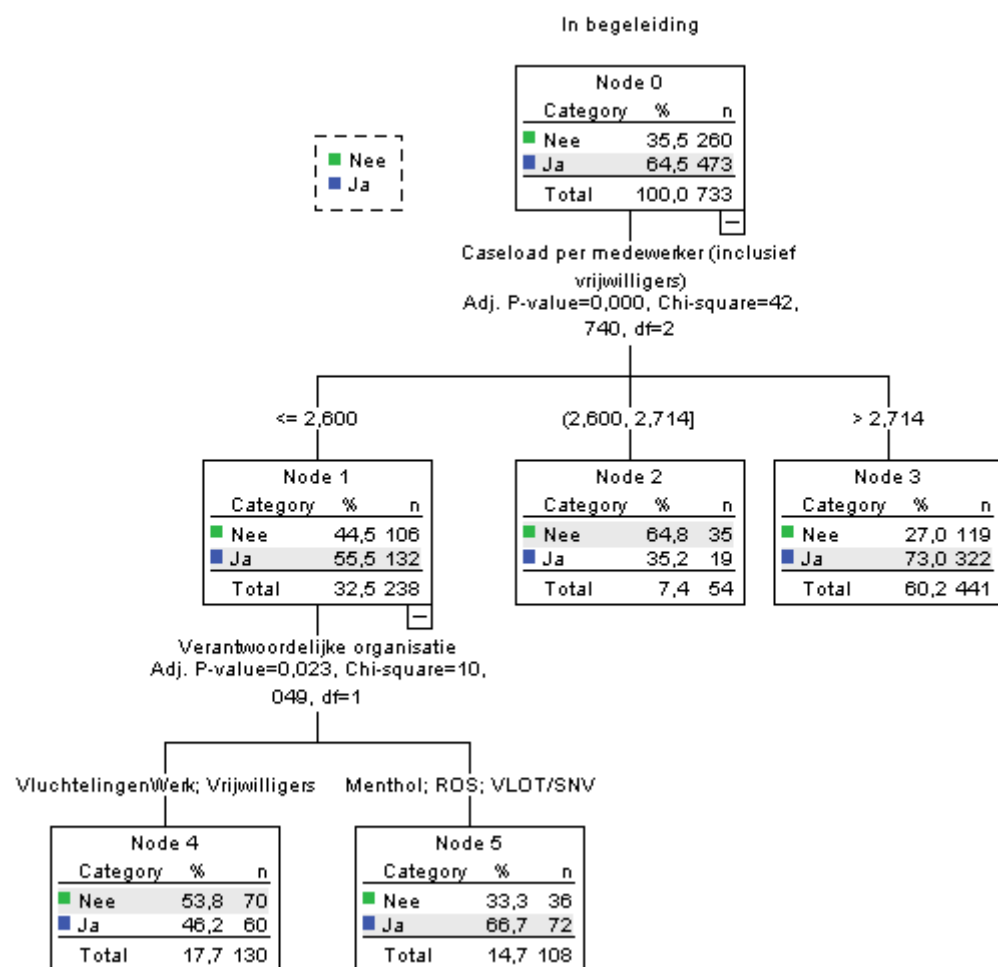 In begeleiding
Node 0
Category % n
Nee 35,5 260
Ja 64,5 473
Total 100,0 733
Nee
Ja
Caseload per medewerker (inclusief
vrijwilligers)
Adj. P-value=0,000, Chi-square=42,
740, df=2
<= 2,600
(2,600, 2,714]
> 2,714
Node 1
Category % n
Nee 44,5 106
Ja 55,5 132
Total 32,5 238
Node 2
Category % n
Nee 64,8 35
Ja 35,2 19
Total 7,4 54
Node 3
Category % n
Nee 27,0 119
Ja 73,0 322
Total 60,2 441
Verantwoordelijke organisatie
Adj. P-value=0,023, Chi-square=10,
049, df=1
VluchtelingenWerk; Vrijwilligers
Menthol; ROS; VLOT/SNV
Node 4
Category % n
Nee 53,8 70
Ja 46,2 60
Total 17,7 130
Node 5
Category % n
Nee 33,3 36
Ja 66,7 72
Total 14,7 108